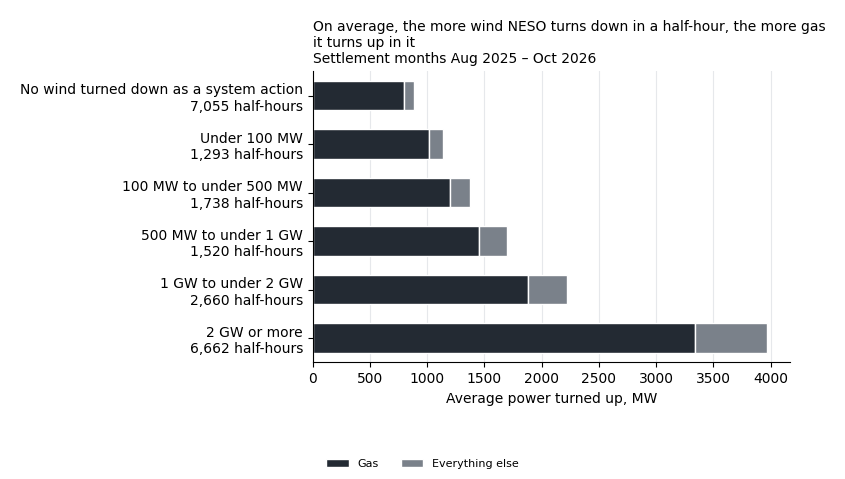 On average, the more wind NESO turns down in a half-hour, the more gas
it turns up in it
Settlement months Aug 2025 – Oct 2026
No wind turned down as a system action
7,055 half-hours
Under 100 MW
1,293 half-hours
100 MW to under 500 MW
1,738 half-hours
500 MW to under 1 GW
1,520 half-hours
1 GW to under 2 GW
2,660 half-hours
2 GW or more
6,662 half-hours
0 500 1000 1500 2000 2500 3000 3500 4000
Average power turned up, MW
Gas Everything else